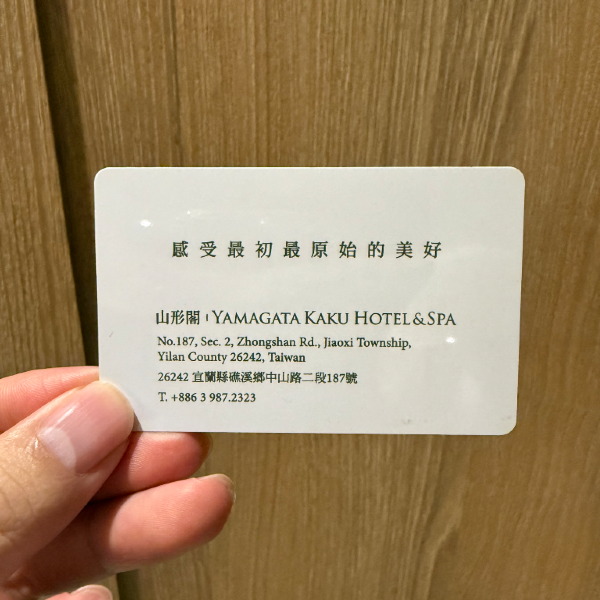 感受最初最原始的美好
山形閣 | YAMAGATA KAKU HOTEL & SPA
No.187, Sec. 2, Zhongshan Rd., Jiaoxi Township,
Yilan County 26242, Taiwan
26242 宜蘭縣礁溪鄉中山路二段187號
T. +886 3 987.2323